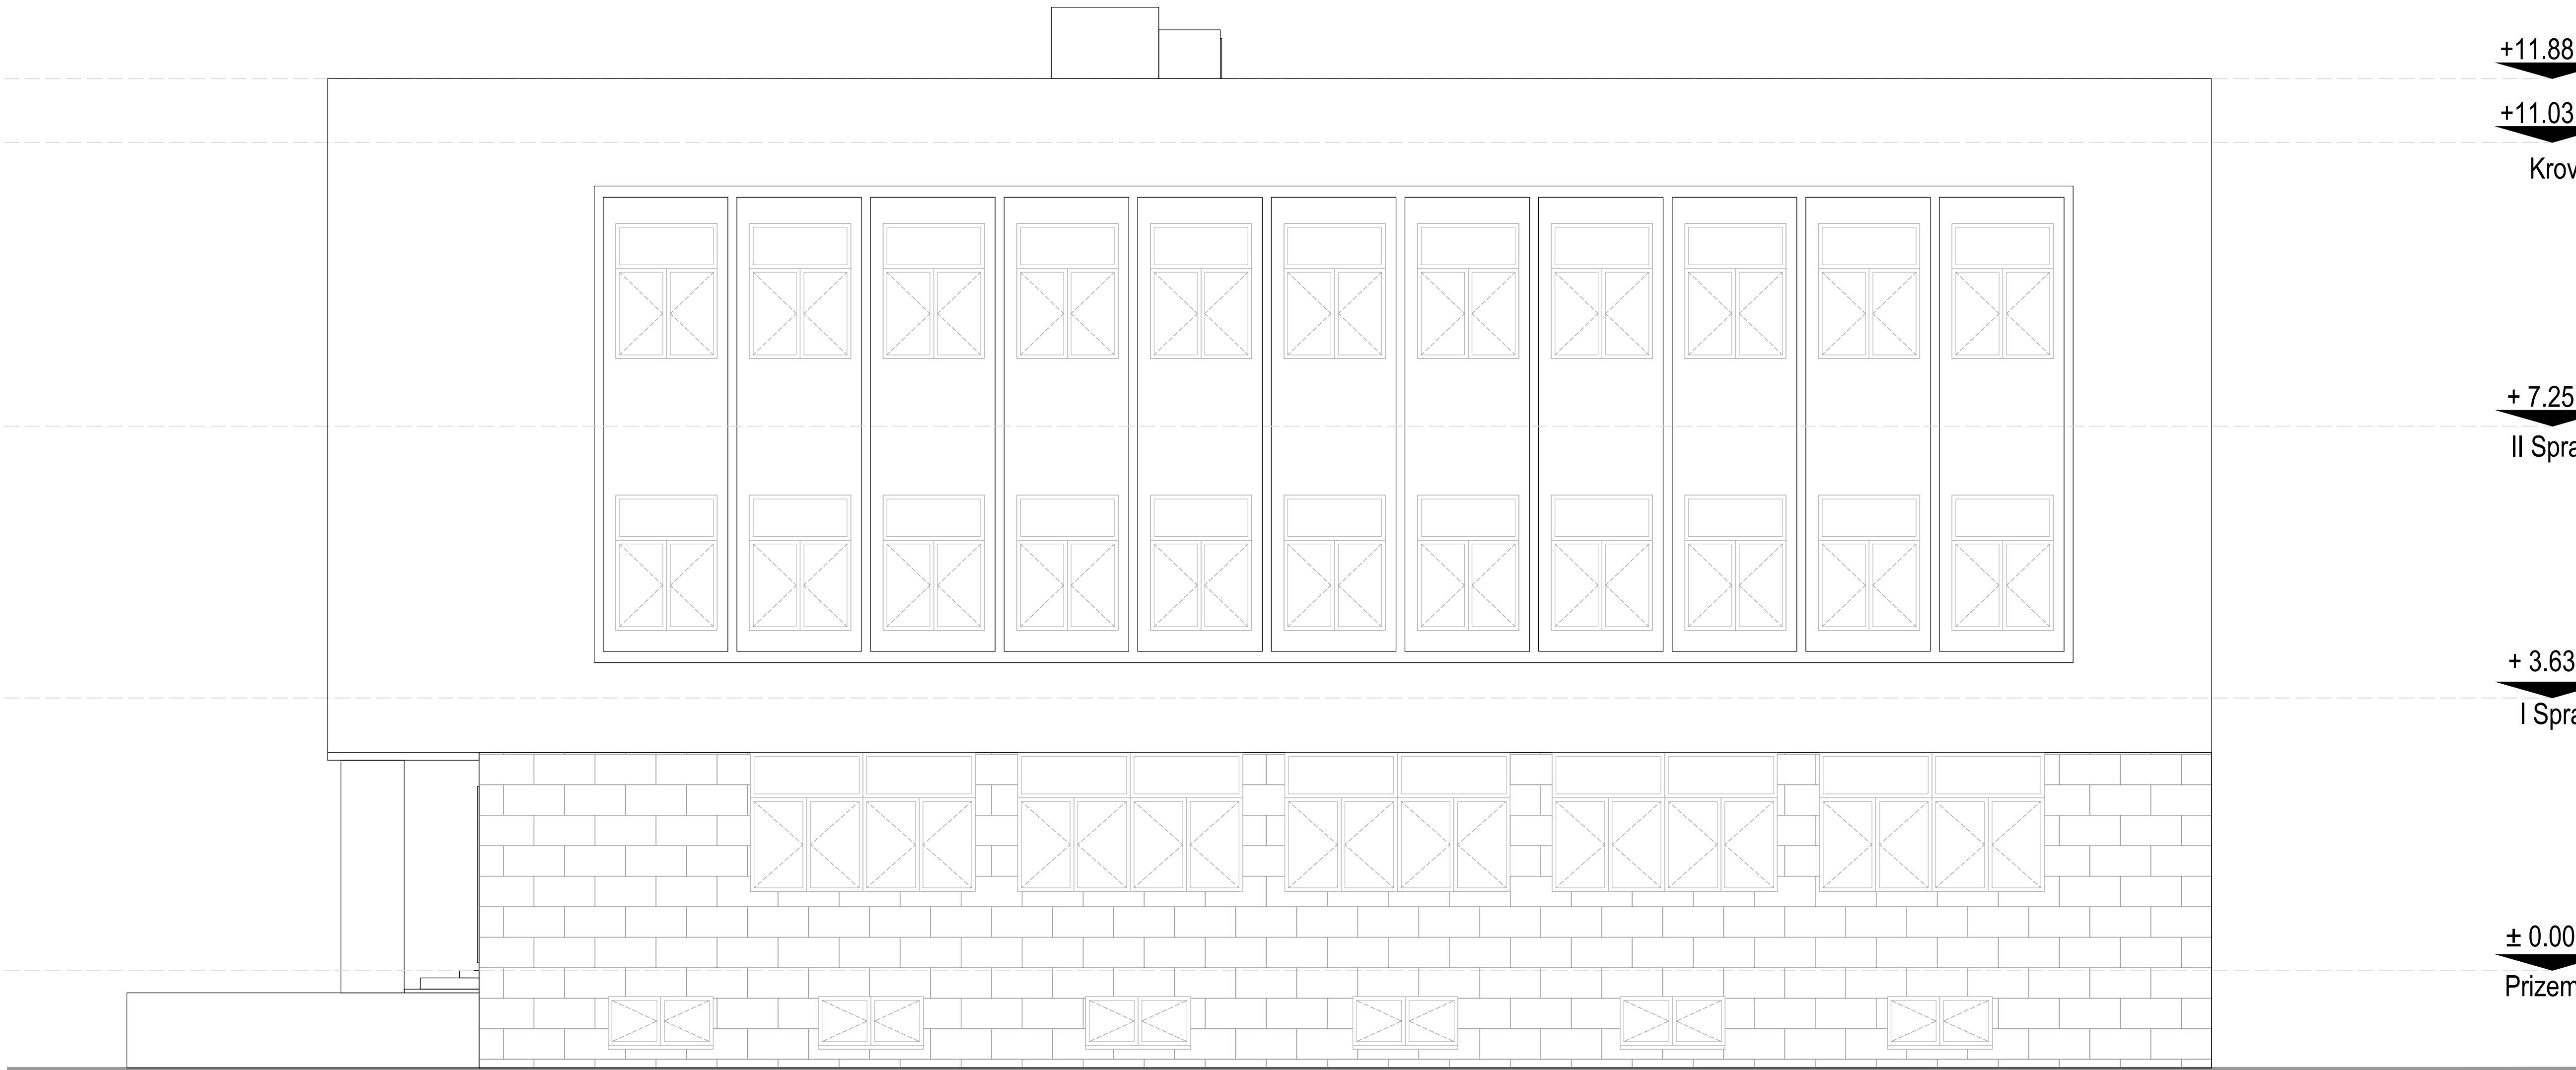 +11.88
+11.03
Krov
+ 7.25
II Spra
+ 3.63
I Spra
± 0.00
Prizem